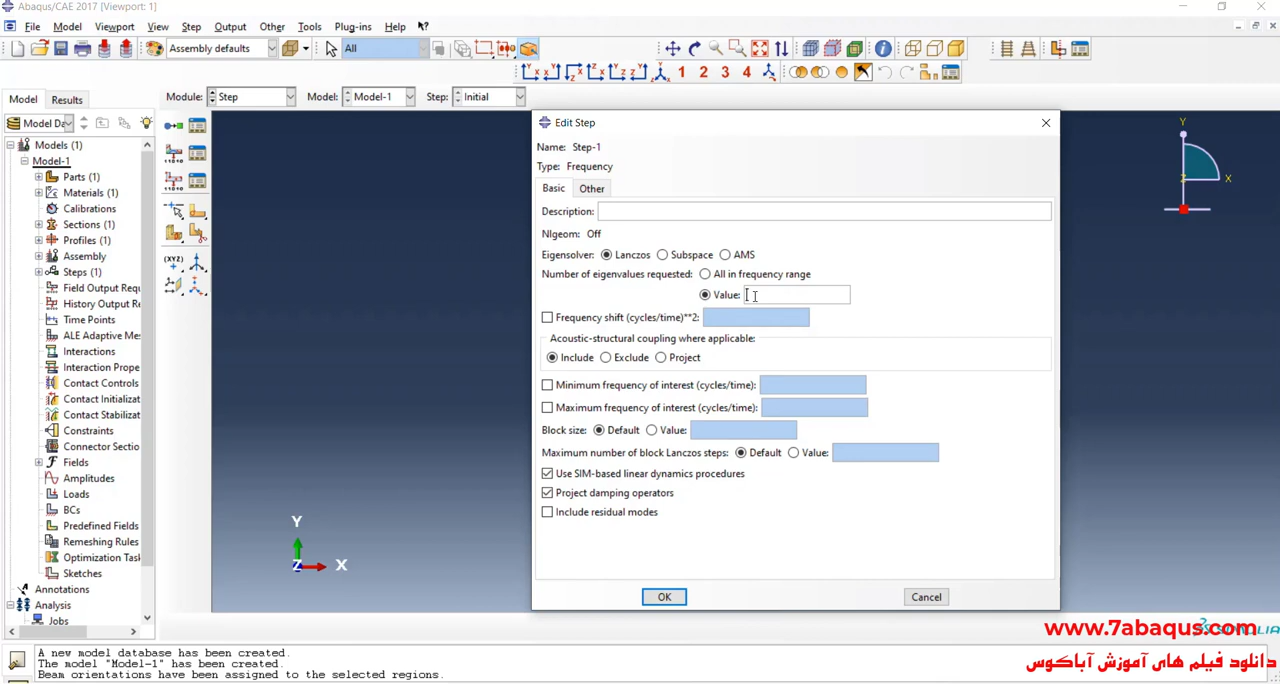 Abaqus/CAE 2017 [Viewport: 1]
File Model Viewport View Step Output Other Tools Plug-ins Help
Assembly defaults All
1 2 3 4
Model Results Module: Step Model: Model-1 Step: Initial
Model Da
Models (1)
Model-1
Parts (1)
Materials (1)
Calibrations
Sections (1)
Profiles (1)
Assembly
Steps (1)
Field Output Requ
History Output Re
Time Points
ALE Adaptive Mes
Interactions
Interaction Prope
Contact Controls
Contact Initializat
Contact Stabilizat
Constraints
Connector Sectio
Fields
Amplitudes
Loads
BCs
Predefined Fields
Remeshing Rules
Optimization Task
Sketches
Annotations
Analysis
Jobs
(XYZ)
Edit Step
Name: Step-1
Type: Frequency
Basic Other
Description:
Nlgeom: Off
Eigensolver: Lanczos Subspace AMS
Number of eigenvalues requested: All in frequency range
Value:
Frequency shift (cycles/time)**2:
Acoustic-structural coupling where applicable:
Include Exclude Project
Minimum frequency of interest (cycles/time):
Maximum frequency of interest (cycles/time):
Block size: Default Value:
Maximum number of block Lanczos steps: Default Value:
Use SIM-based linear dynamics procedures
Project damping operators
Include residual modes
OK Cancel
Y
Z X
Y
Z X
www.7abaqus.com
دانلود فیلم های آموزش آباکوس
A new model database has been created.
The model "Model-1" has been created.
Beam orientations have been assigned to the selected regions.